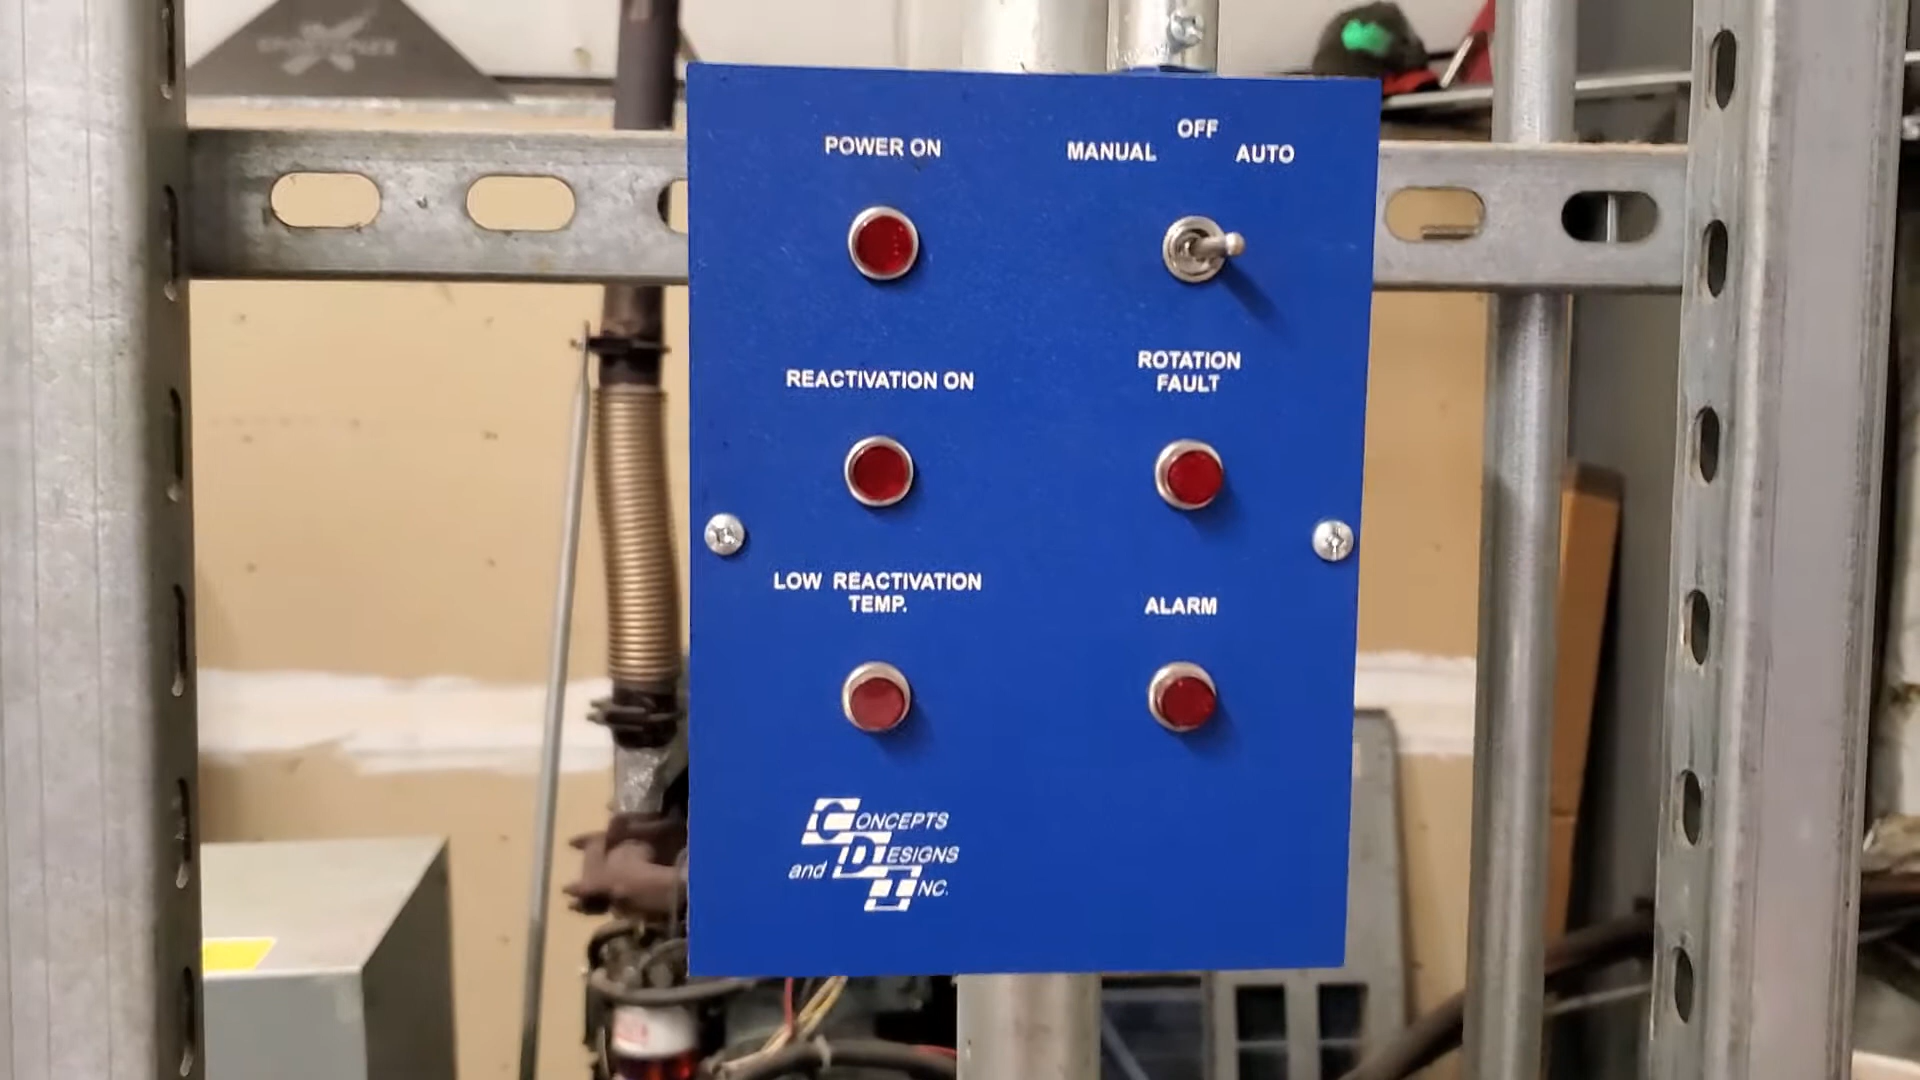 POWER ON
OFF
MANUAL AUTO
REACTIVATION ON
ROTATION
FAULT
LOW REACTIVATION
TEMP.
ALARM
CONCEPTS
and DESIGNS
INC.